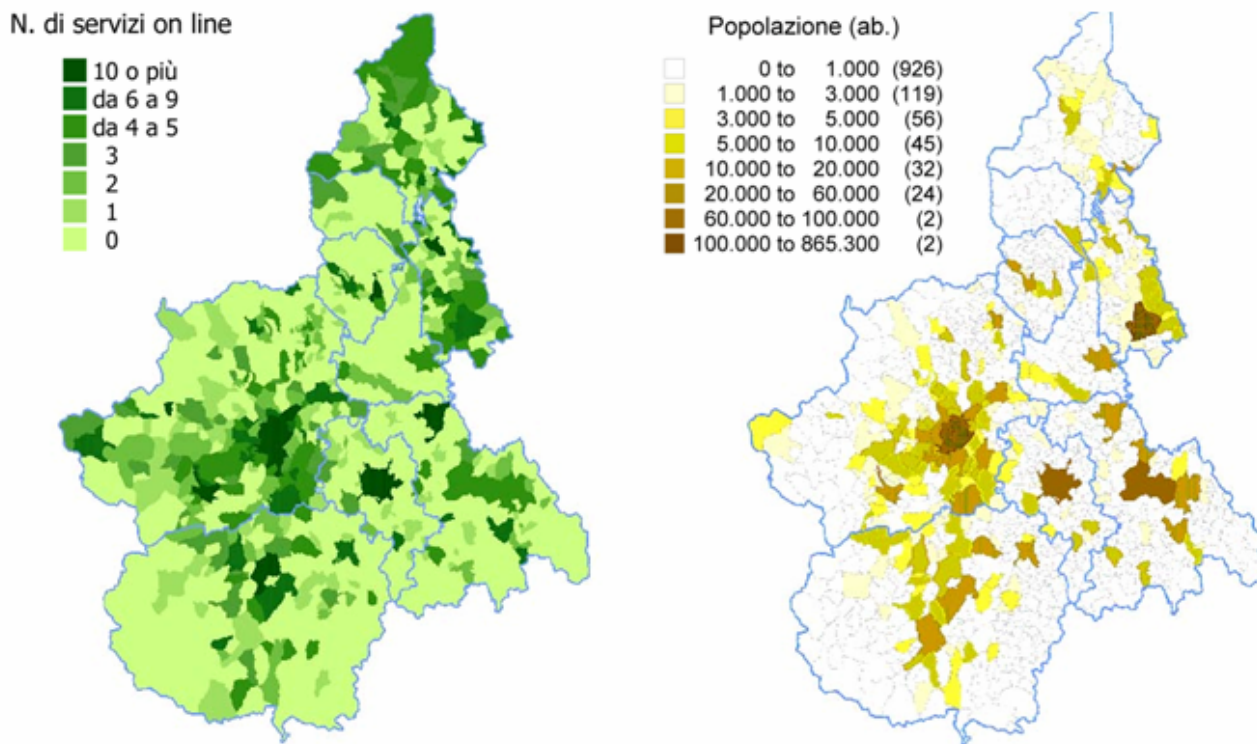 N. di servizi on line
10 o più
da 6 a 9
da 4 a 5
3
2
1
0
Popolazione (ab.)
0 to 1.000 (926)
1.000 to 3.000 (119)
3.000 to 5.000 (56)
5.000 to 10.000 (45)
10.000 to 20.000 (32)
20.000 to 60.000 (24)
60.000 to 100.000 (2)
100.000 to 865.300 (2)